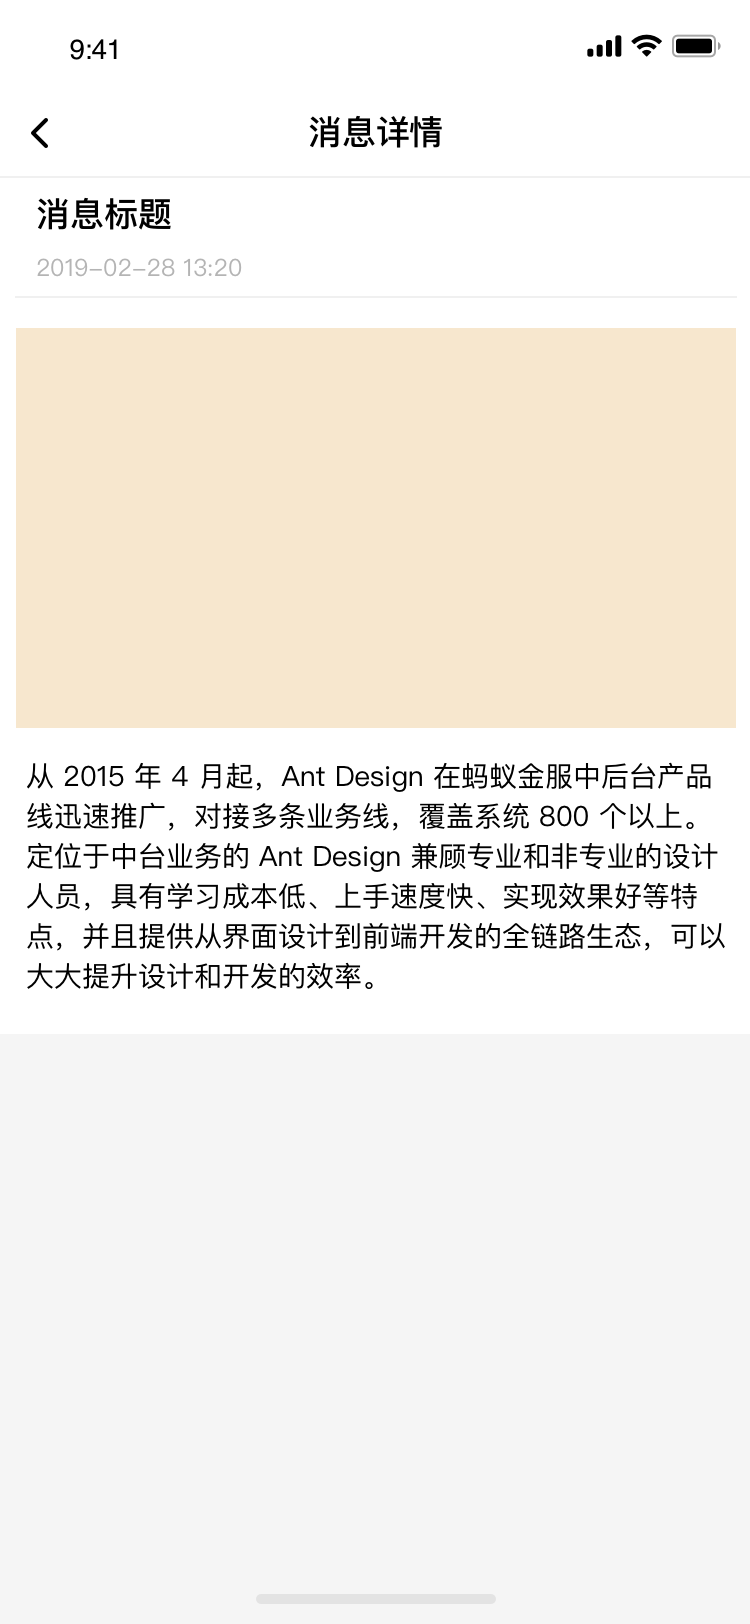 9:41
消息详情
消息标题
2019-02-28 13:20
从 2015 年 4 月起，Ant Design 在蚂蚁金服中后台产品
线迅速推广，对接多条业务线，覆盖系统 800 个以上。
定位于中台业务的 Ant Design 兼顾专业和非专业的设计
人员，具有学习成本低、上手速度快、实现效果好等特
点，并且提供从界面设计到前端开发的全链路生态，可以
大大提升设计和开发的效率。